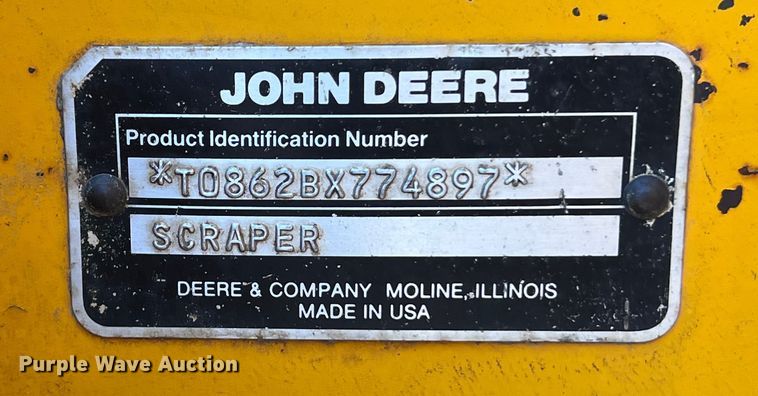 JOHN DEERE
Product Identification Number
*T0862BX774897*
SCRAPER
DEERE & COMPANY MOLINE, ILLINOIS
MADE IN USA
Purple Wave Auction